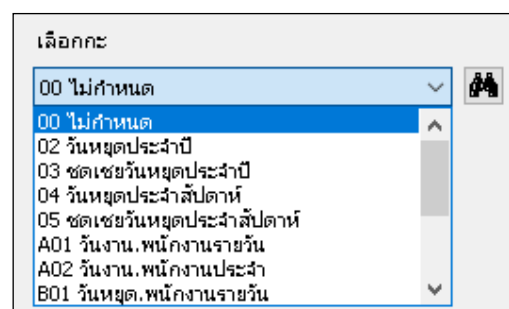 เลือกกะ
00 ไม่กำหนด
00 ไม่กำหนด
02 วันหยุดประจำปี
03 ชดเชยวันหยุดประจำปี
04 วันหยุดประจำสัปดาห์
05 ชดเชยวันหยุดประจำสัปดาห์
A01 วันงาน.พนักงานรายวัน
A02 วันงาน.พนักงานประจำ
B01 วันหยุด.พนักงานรายวัน